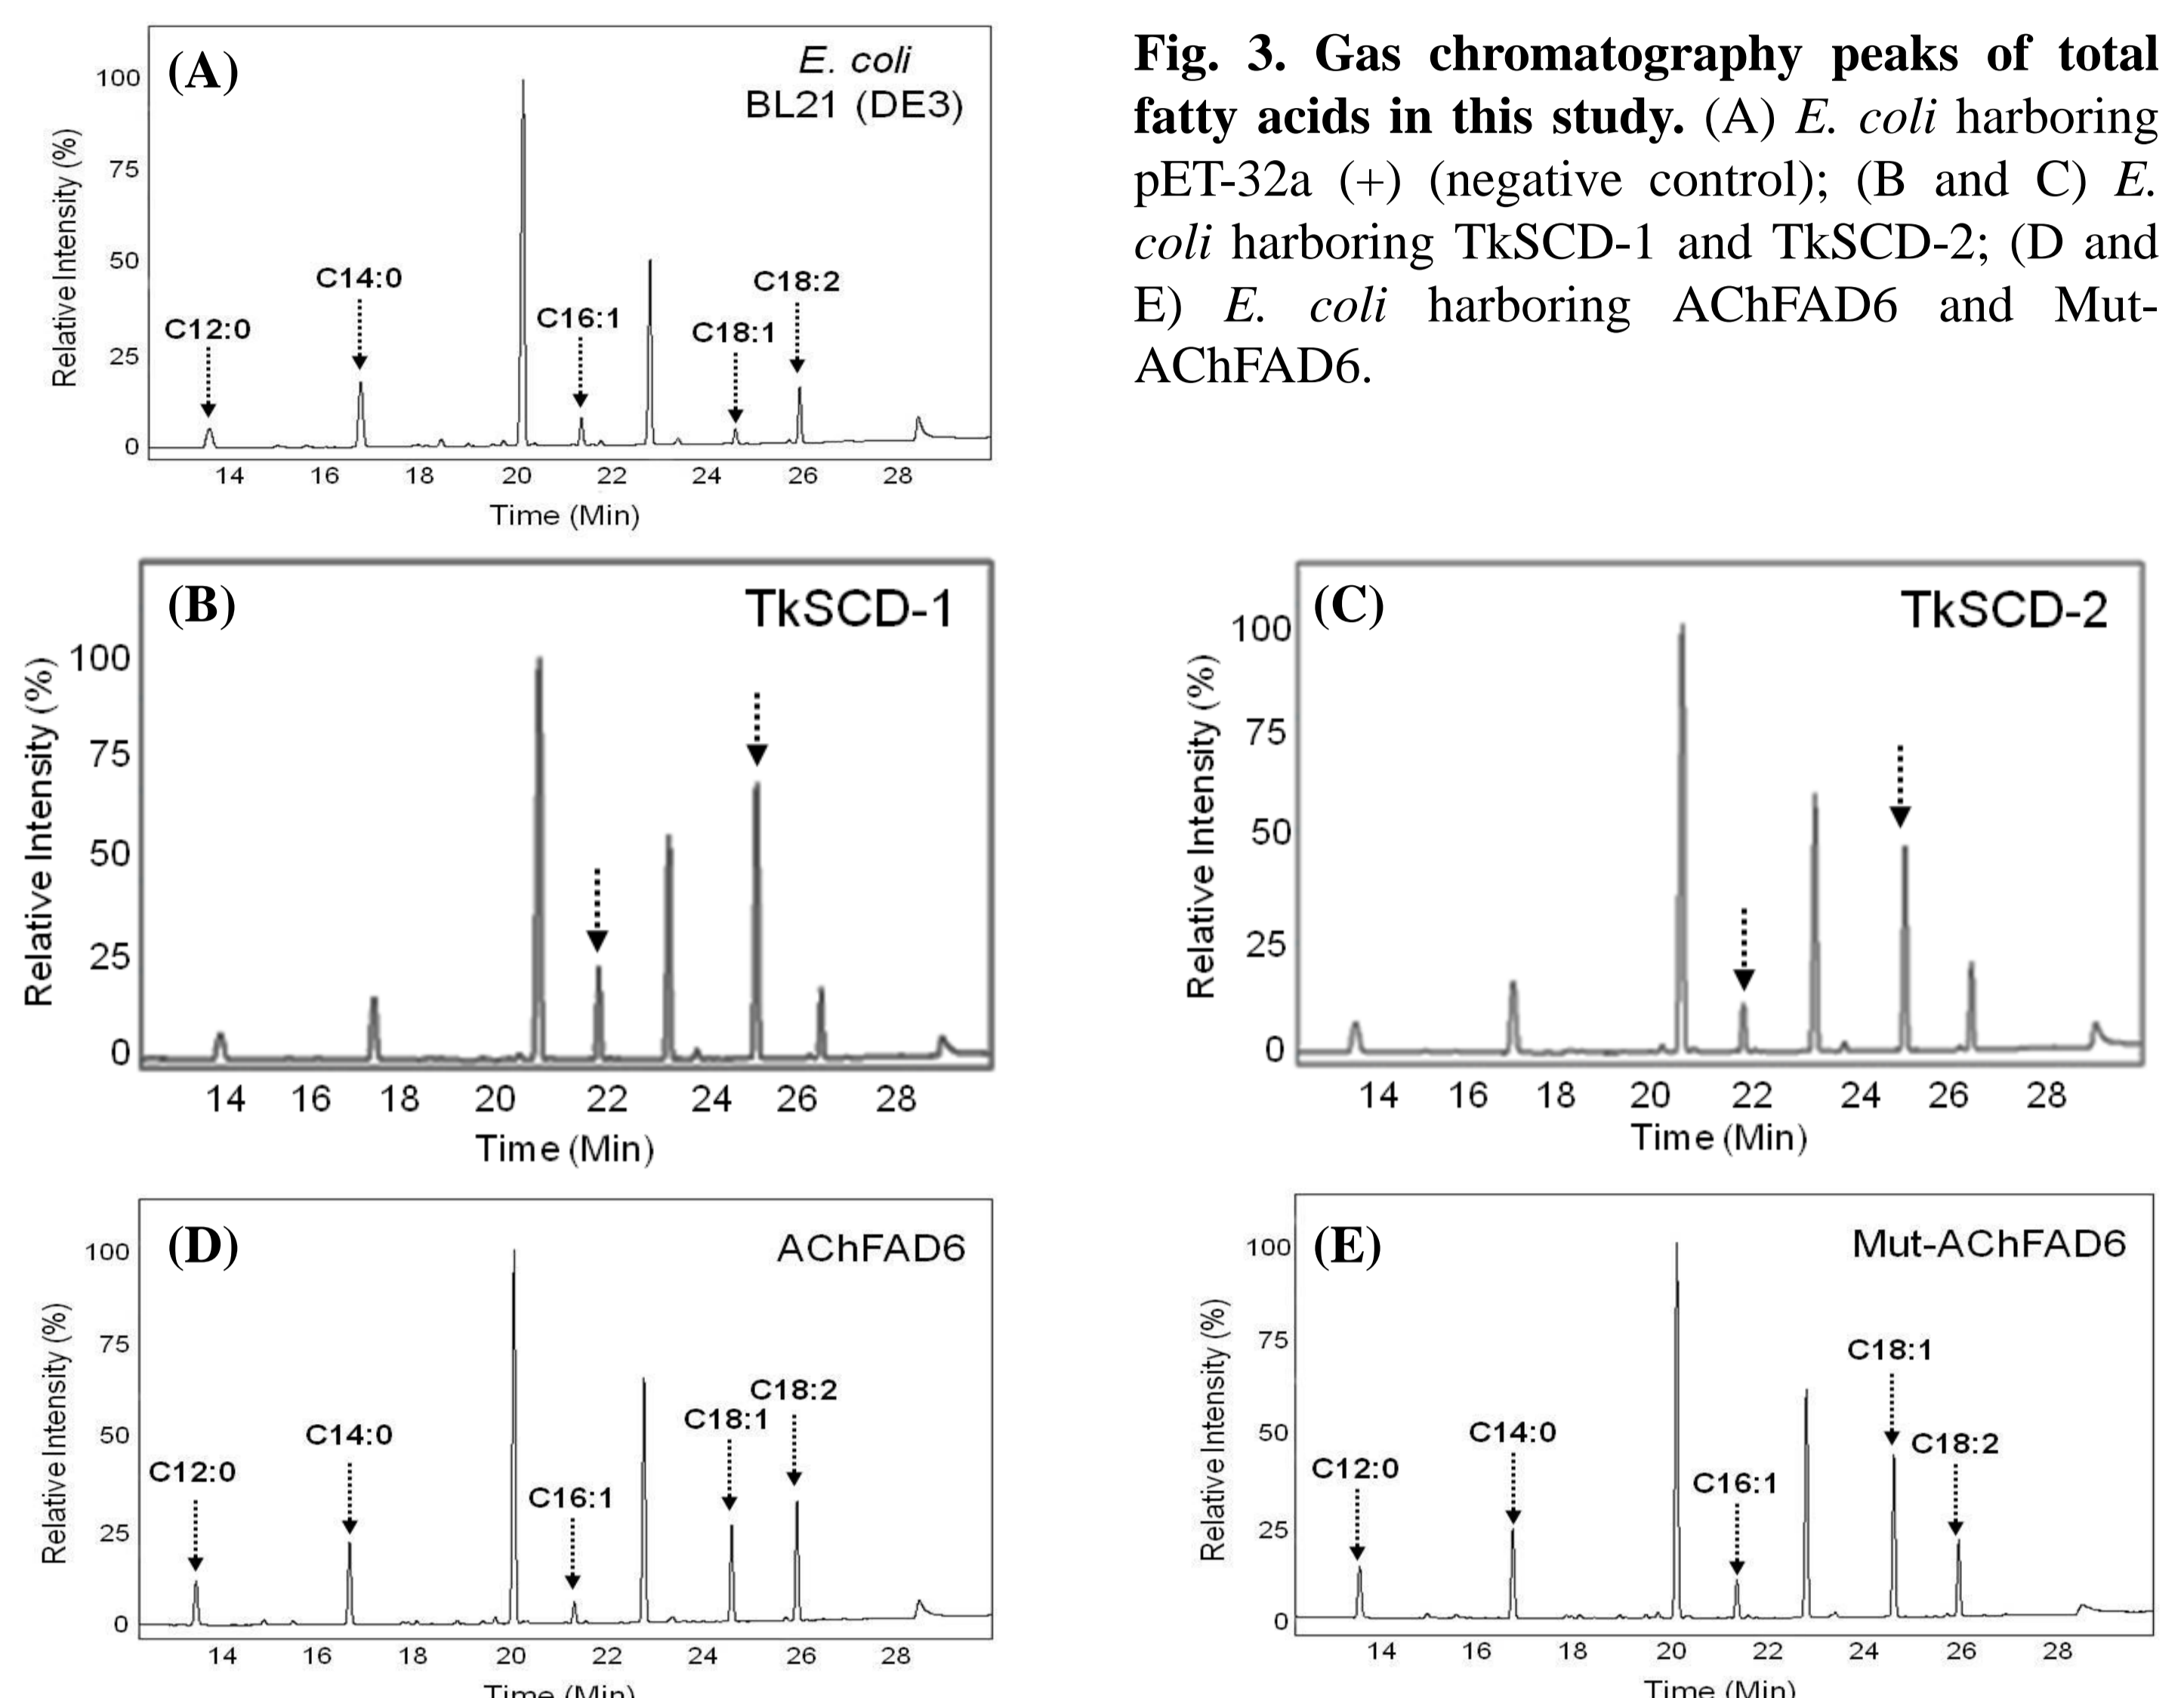 (A)
E. coli
BL21 (DE3)
100
75
50
25
0
Relative Intensity (%)
C12:0
C14:0
C16:1
C18:1
C18:2
14 16 18 20 22 24 26 28
Time (Min)
Fig. 3. Gas chromatography peaks of total
fatty acids in this study. (A) E. coli harboring
pET-32a (+) (negative control); (B and C) E.
coli harboring TkSCD-1 and TkSCD-2; (D and
E) E. coli harboring AChFAD6 and Mut-
AChFAD6.
(B)
TkSCD-1
100
75
50
25
0
Relative Intensity (%)
14 16 18 20 22 24 26 28
Time (Min)
(C)
TkSCD-2
100
75
50
25
0
Relative Intensity (%)
14 16 18 20 22 24 26 28
Time (Min)
(D)
AChFAD6
100
75
50
25
0
Relative Intensity (%)
C12:0
C14:0
C16:1
C18:1
C18:2
14 16 18 20 22 24 26 28
Time (Min)
(E)
Mut-AChFAD6
100
75
50
25
0
Relative Intensity (%)
C12:0
C14:0
C16:1
C18:1
C18:2
14 16 18 20 22 24 26 28
Time (Min)